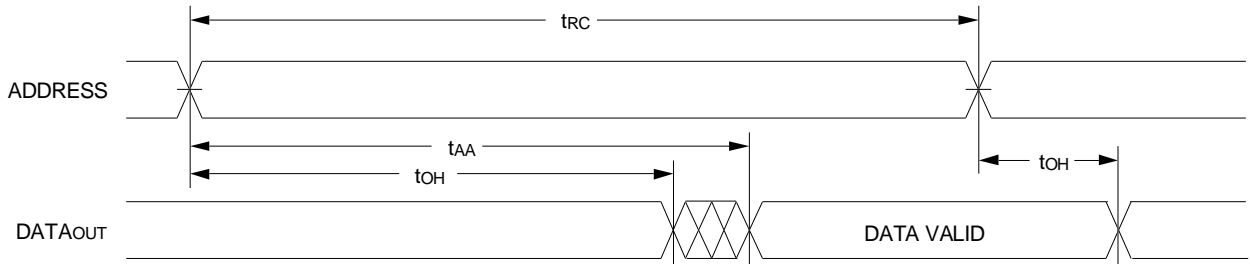 tRC
ADDRESS
tAA
tOH
tOH
DATAOUT
DATA VALID